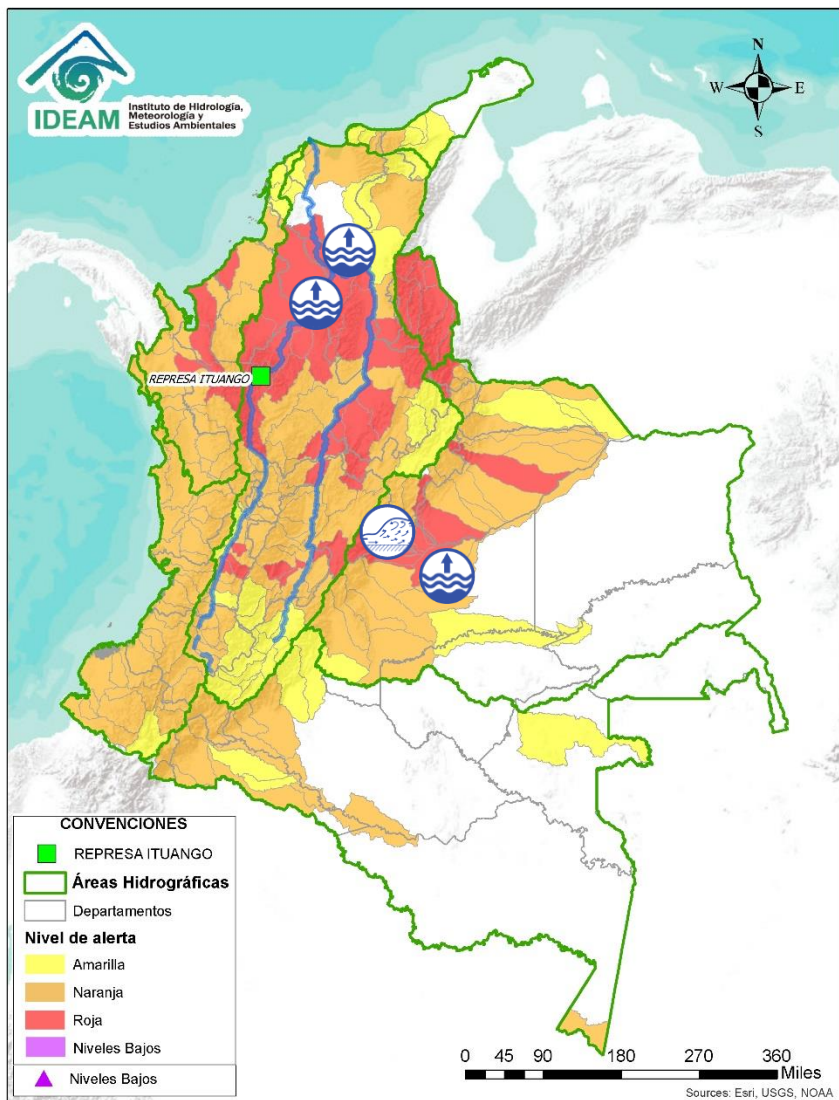 IDEAM
Instituto de Hidrología,
Meteorología y
Estudios Ambientales
N
W E
S
REPRESA ITUANGO
CONVENCIONES
REPRESA ITUANGO
Áreas Hidrográficas
Departamentos
Nivel de alerta
Amarilla
Naranja
Roja
Niveles Bajos
Niveles Bajos
0 45 90 180 270 360
Miles
Sources: Esri, USGS, NOAA